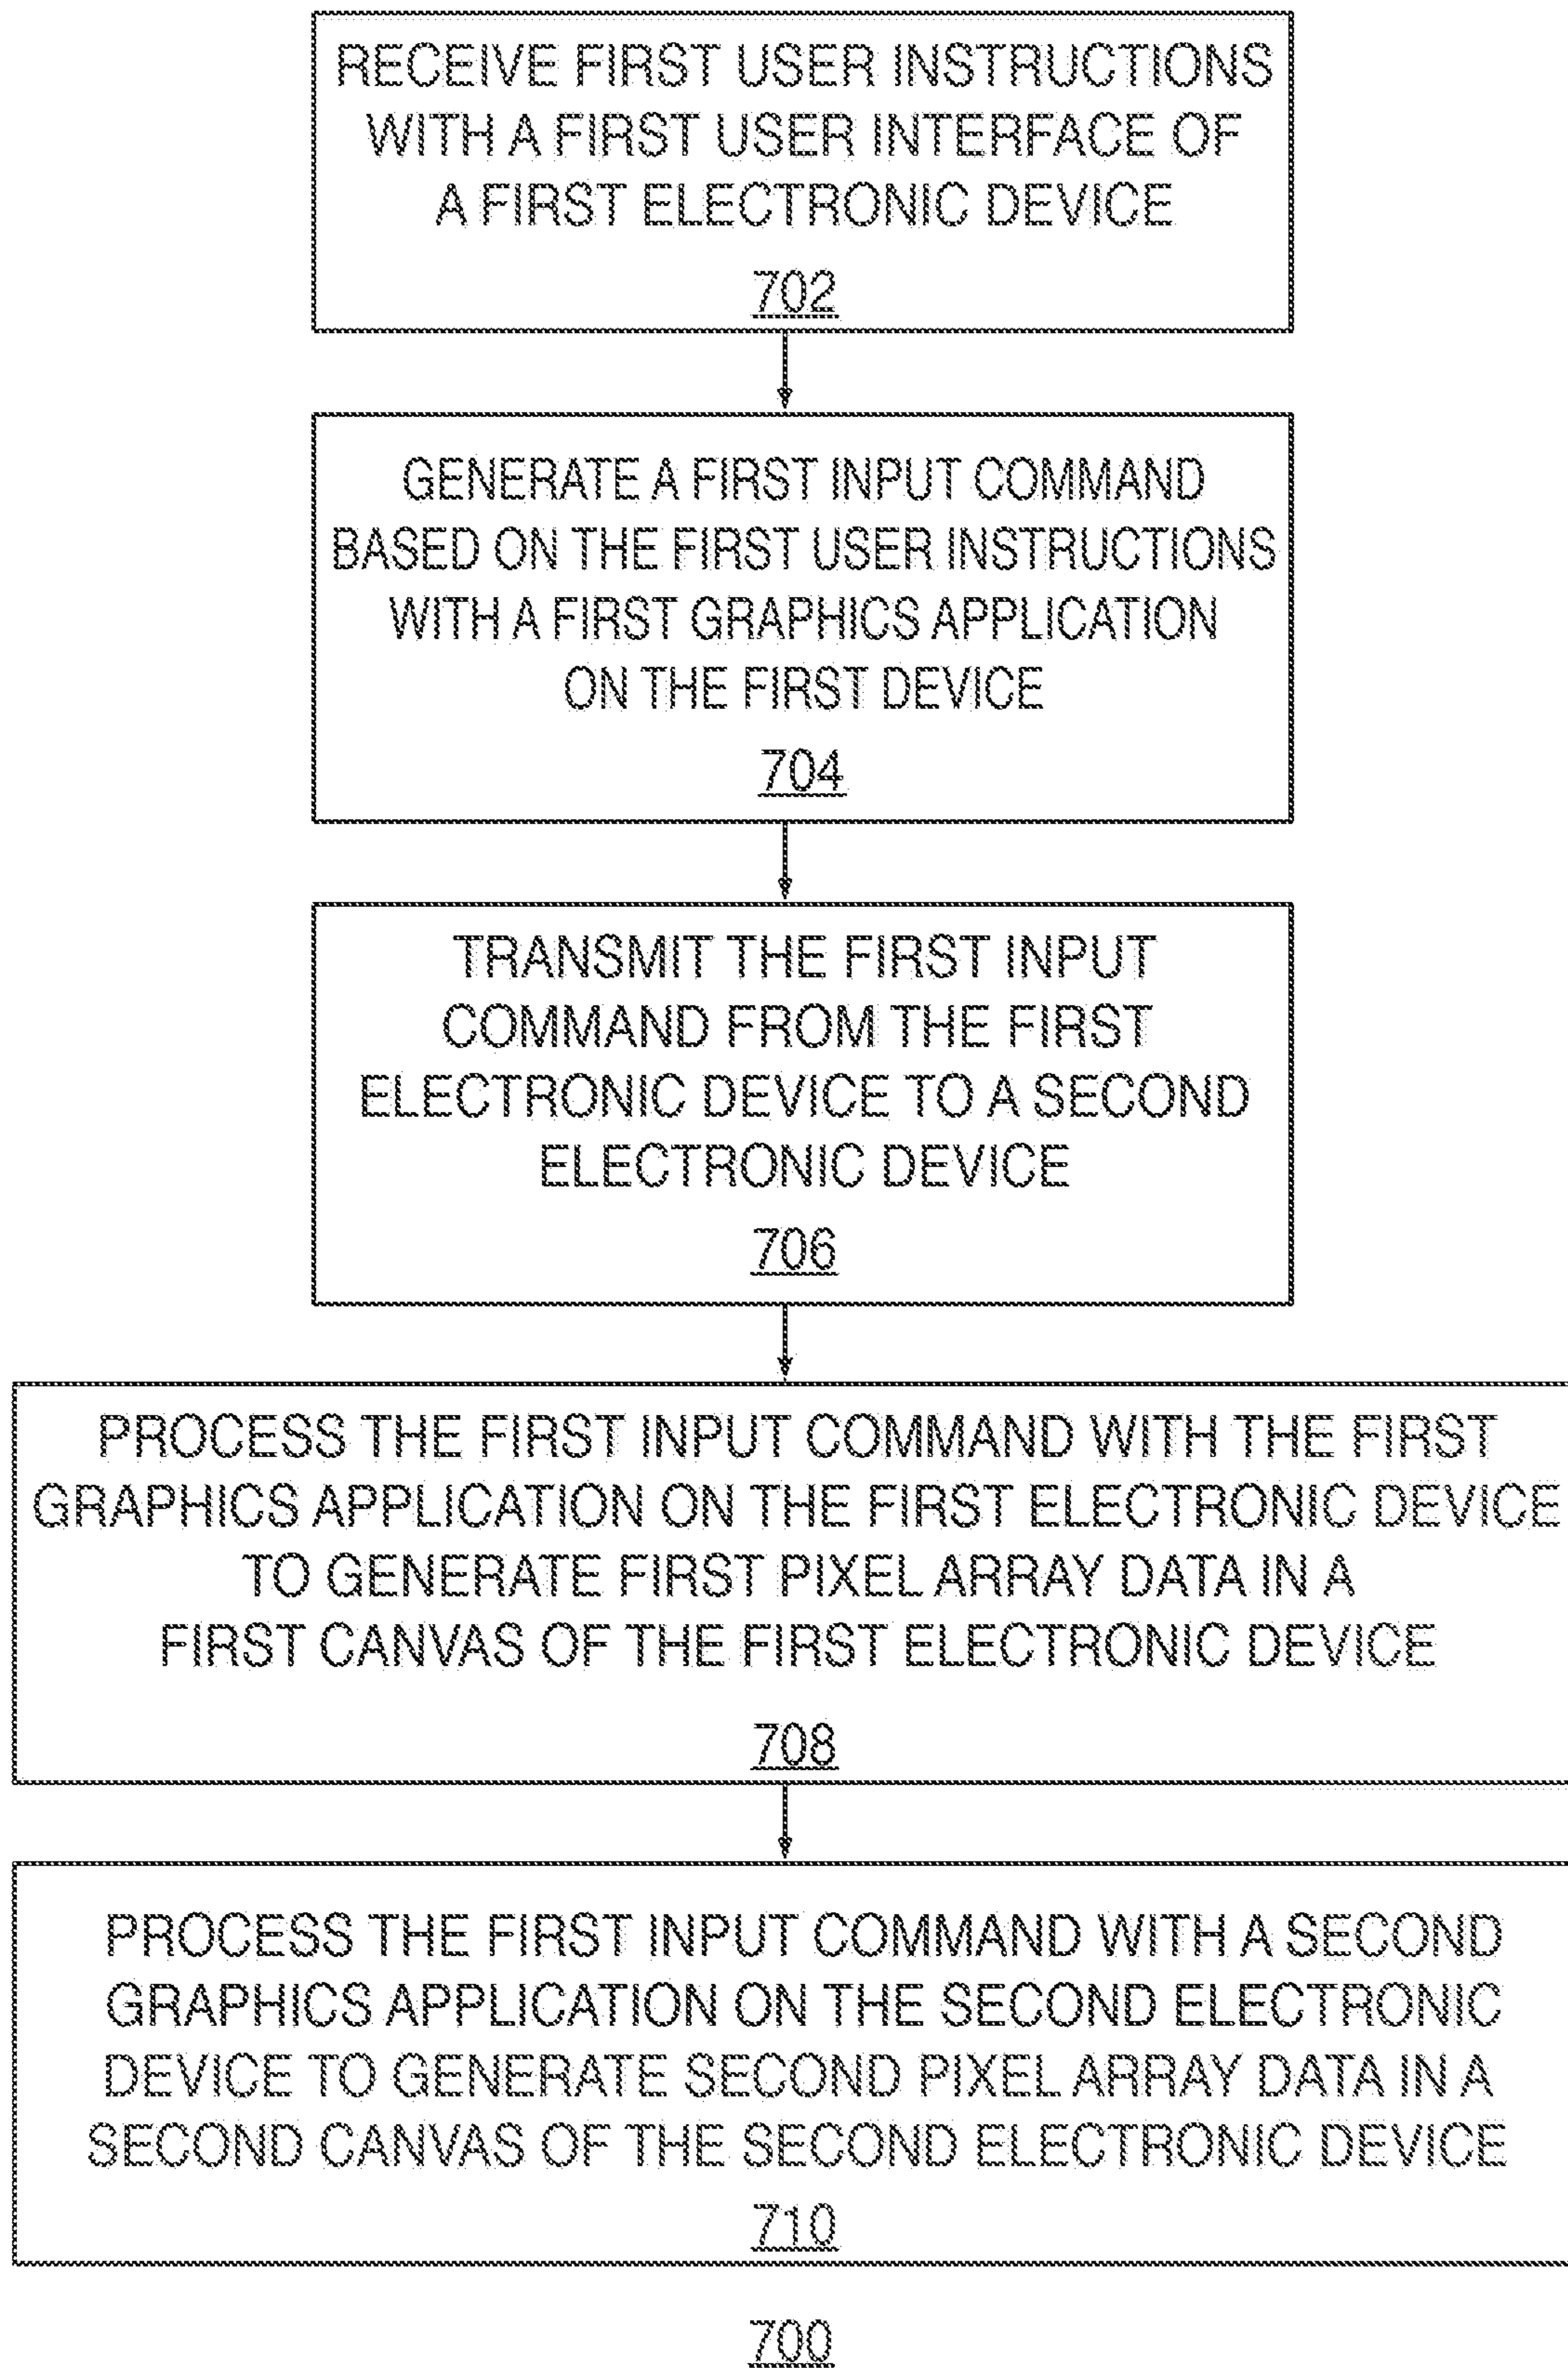 RECEIVE FIRST USER INSTRUCTIONS
WITH A FIRST USER INTERFACE OF
A FIRST ELECTRONIC DEVICE
702
GENERATE A FIRST INPUT COMMAND
BASED ON THE FIRST USER INSTRUCTIONS
WITH A FIRST GRAPHICS APPLICATION
ON THE FIRST DEVICE
704
TRANSMIT THE FIRST INPUT
COMMAND FROM THE FIRST
ELECTRONIC DEVICE TO A SECOND
ELECTRONIC DEVICE
706
PROCESS THE FIRST INPUT COMMAND WITH THE FIRST
GRAPHICS APPLICATION ON THE FIRST ELECTRONIC DEVICE
TO GENERATE FIRST PIXEL ARRAY DATA IN A
FIRST CANVAS OF THE FIRST ELECTRONIC DEVICE
708
PROCESS THE FIRST INPUT COMMAND WITH A SECOND
GRAPHICS APPLICATION ON THE SECOND ELECTRONIC
DEVICE TO GENERATE SECOND PIXEL ARRAY DATA IN A
SECOND CANVAS OF THE SECOND ELECTRONIC DEVICE
710
700